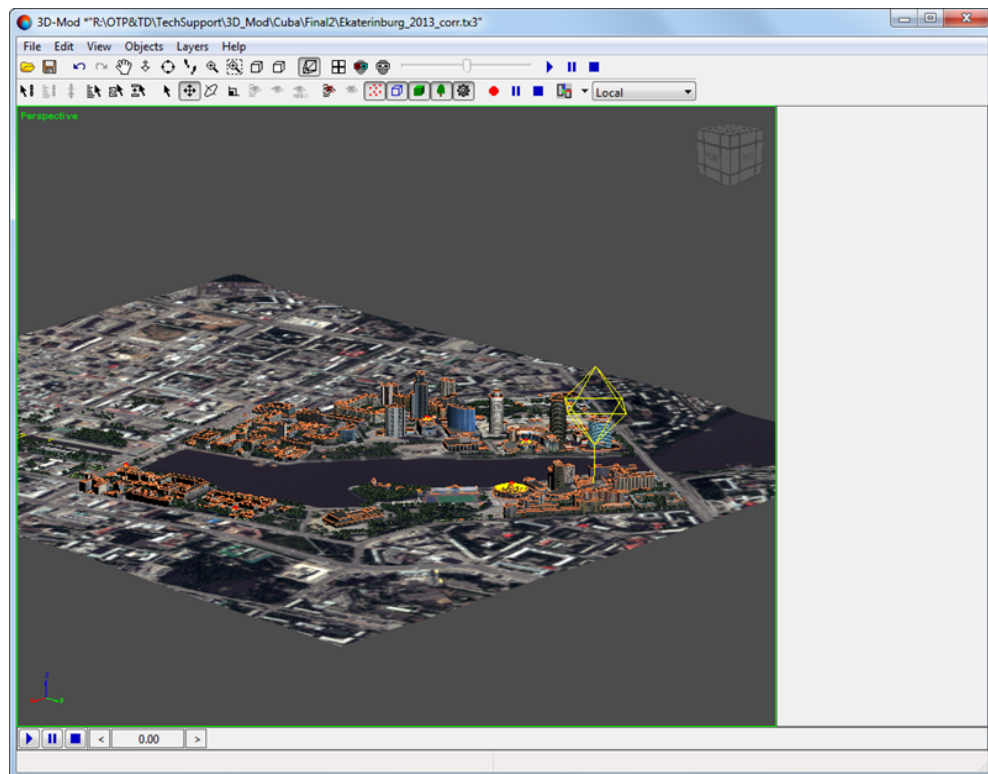 3D-Mod *"R:\OTP&TD\TechSupport\3D_Mod\Cuba\Final2\Ekaterinburg_2013_corr.tx3"
File Edit View Objects Layers Help
Local
Perspective
z
< 0.00 >